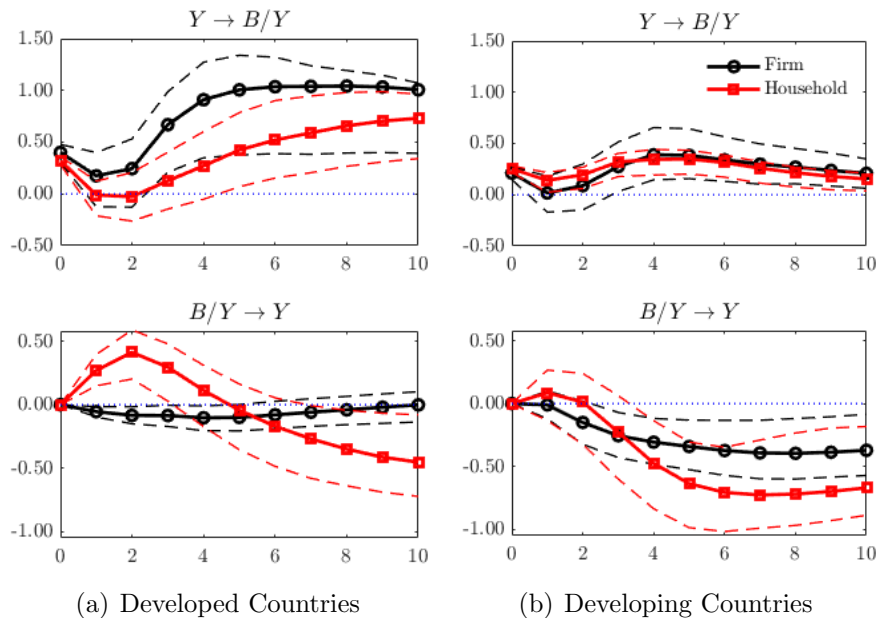 Y → B/Y
1.50
1.00
0.50
0.00
-0.50
0 2 4 6 8 10
Y → B/Y
Firm
Household
1.50
1.00
0.50
0.00
-0.50
0 2 4 6 8 10
B/Y → Y
0.50
0.00
-0.50
-1.00
0 2 4 6 8 10
B/Y → Y
0.50
0.00
-0.50
-1.00
0 2 4 6 8 10
(a) Developed Countries
(b) Developing Countries